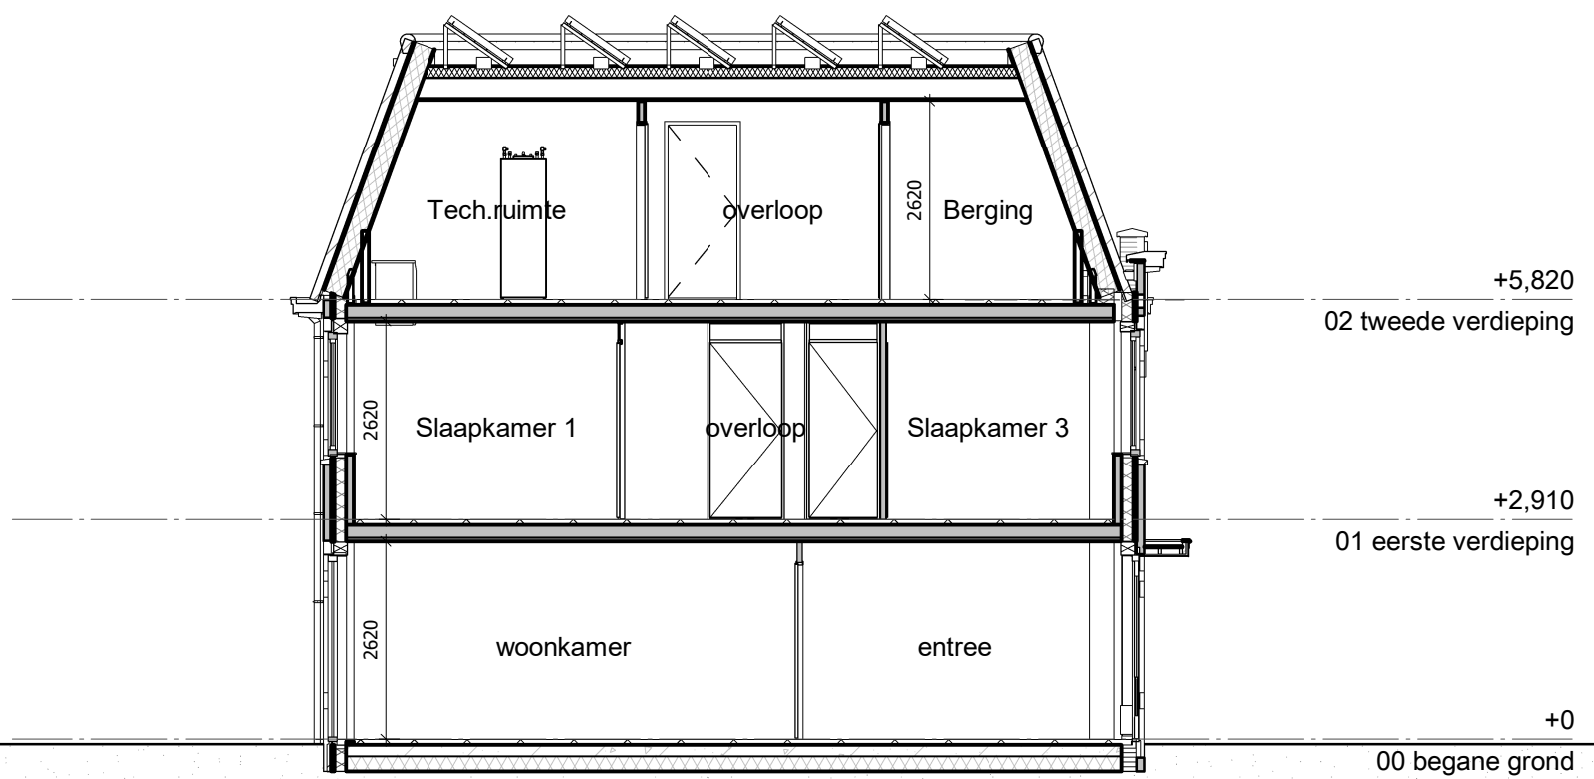 Tech.ruimte
overloop
2620
Berging
+5,820
02 tweede verdieping
2620
Slaapkamer 1
overloop
Slaapkamer 3
+2,910
01 eerste verdieping
2620
woonkamer
entree
+0
00 begane grond